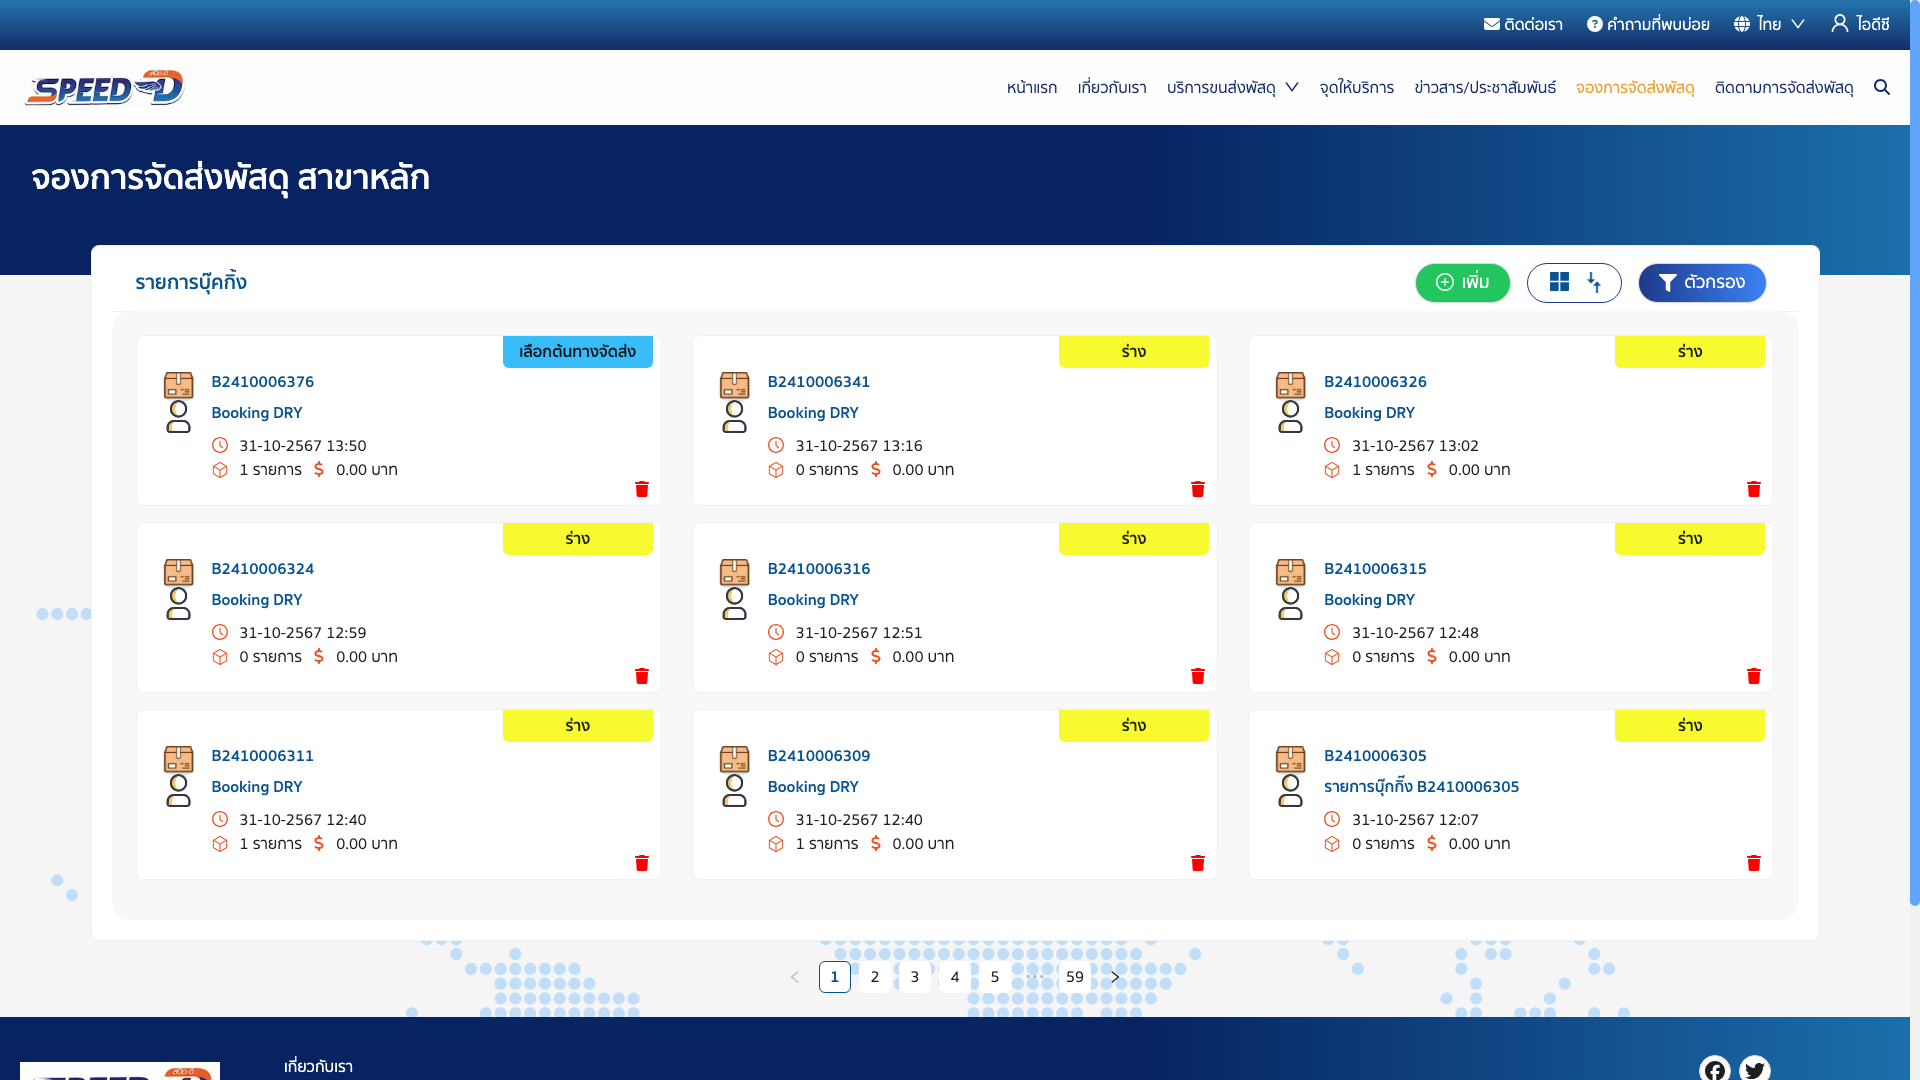 ติดต่อเรา คำถามที่พบบ่อย ไทย ไอดีซี
SPEED-D หน้าแรก เกี่ยวกับเรา บริการขนส่งพัสดุ จุดให้บริการ ข่าวสาร/ประชาสัมพันธ์ จองการจัดส่งพัสดุ ติดตามการจัดส่งพัสดุ
จองการจัดส่งพัสดุ สาขาหลัก
รายการบุ๊คกิ้ง เพิ่ม ตัวกรอง
เลือกต้นทางจัดส่ง
B2410006376
Booking DRY
31-10-2567 13:50
1 รายการ $ 0.00 บาท
ร่าง
B2410006341
Booking DRY
31-10-2567 13:16
0 รายการ $ 0.00 บาท
ร่าง
B2410006326
Booking DRY
31-10-2567 13:02
1 รายการ $ 0.00 บาท
ร่าง
B2410006324
Booking DRY
31-10-2567 12:59
0 รายการ $ 0.00 บาท
ร่าง
B2410006316
Booking DRY
31-10-2567 12:51
0 รายการ $ 0.00 บาท
ร่าง
B2410006315
Booking DRY
31-10-2567 12:48
0 รายการ $ 0.00 บาท
ร่าง
B2410006311
Booking DRY
31-10-2567 12:40
1 รายการ $ 0.00 บาท
ร่าง
B2410006309
Booking DRY
31-10-2567 12:40
1 รายการ $ 0.00 บาท
ร่าง
B2410006305
รายการบุ๊กกิ๊ง B2410006305
31-10-2567 12:07
0 รายการ $ 0.00 บาท
1 2 3 4 5 ••• 59
เกี่ยวกับเรา